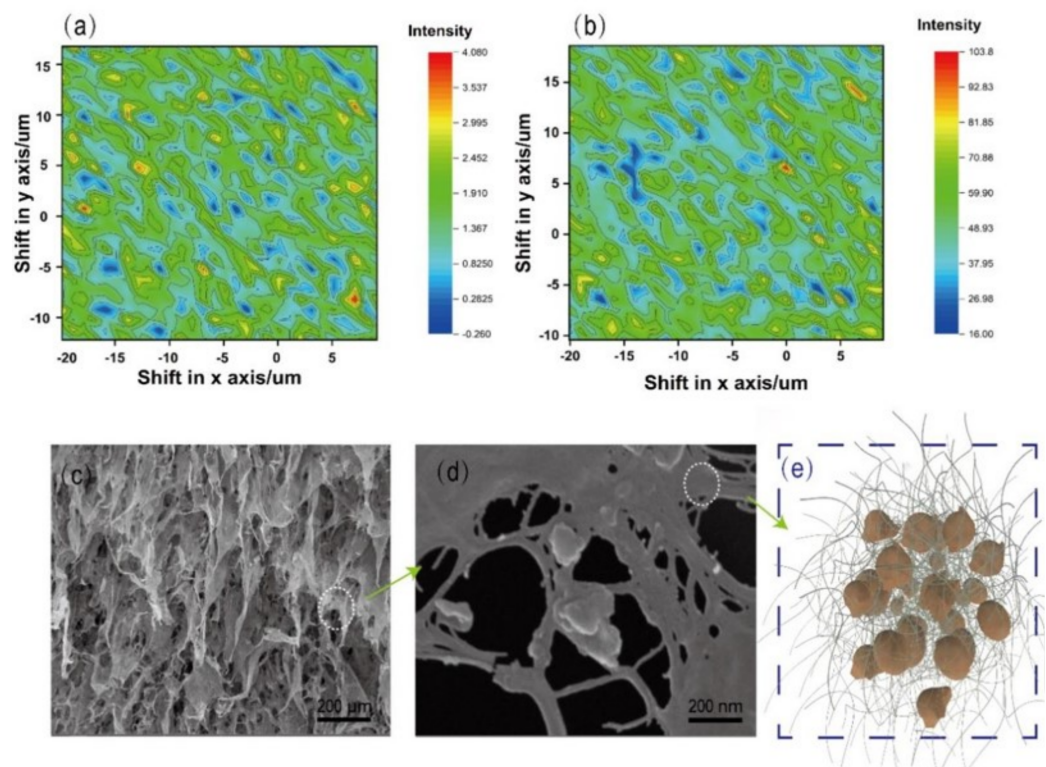 (a)
Intensity
4.080
3.537
2.995
2.452
1.910
1.367
0.8250
0.2825
-0.260
15
10
5
0
-5
-10
-20 -15 -10 -5 0 5
Shift in y axis/um
Shift in x axis/um
(b)
Intensity
103.8
92.83
81.85
70.88
59.90
48.93
37.95
26.98
16.00
15
10
5
0
-5
-10
-20 -15 -10 -5 0 5
Shift in y axis/um
Shift in x axis/um
(c)
200 μm
(d)
200 nm
(e)